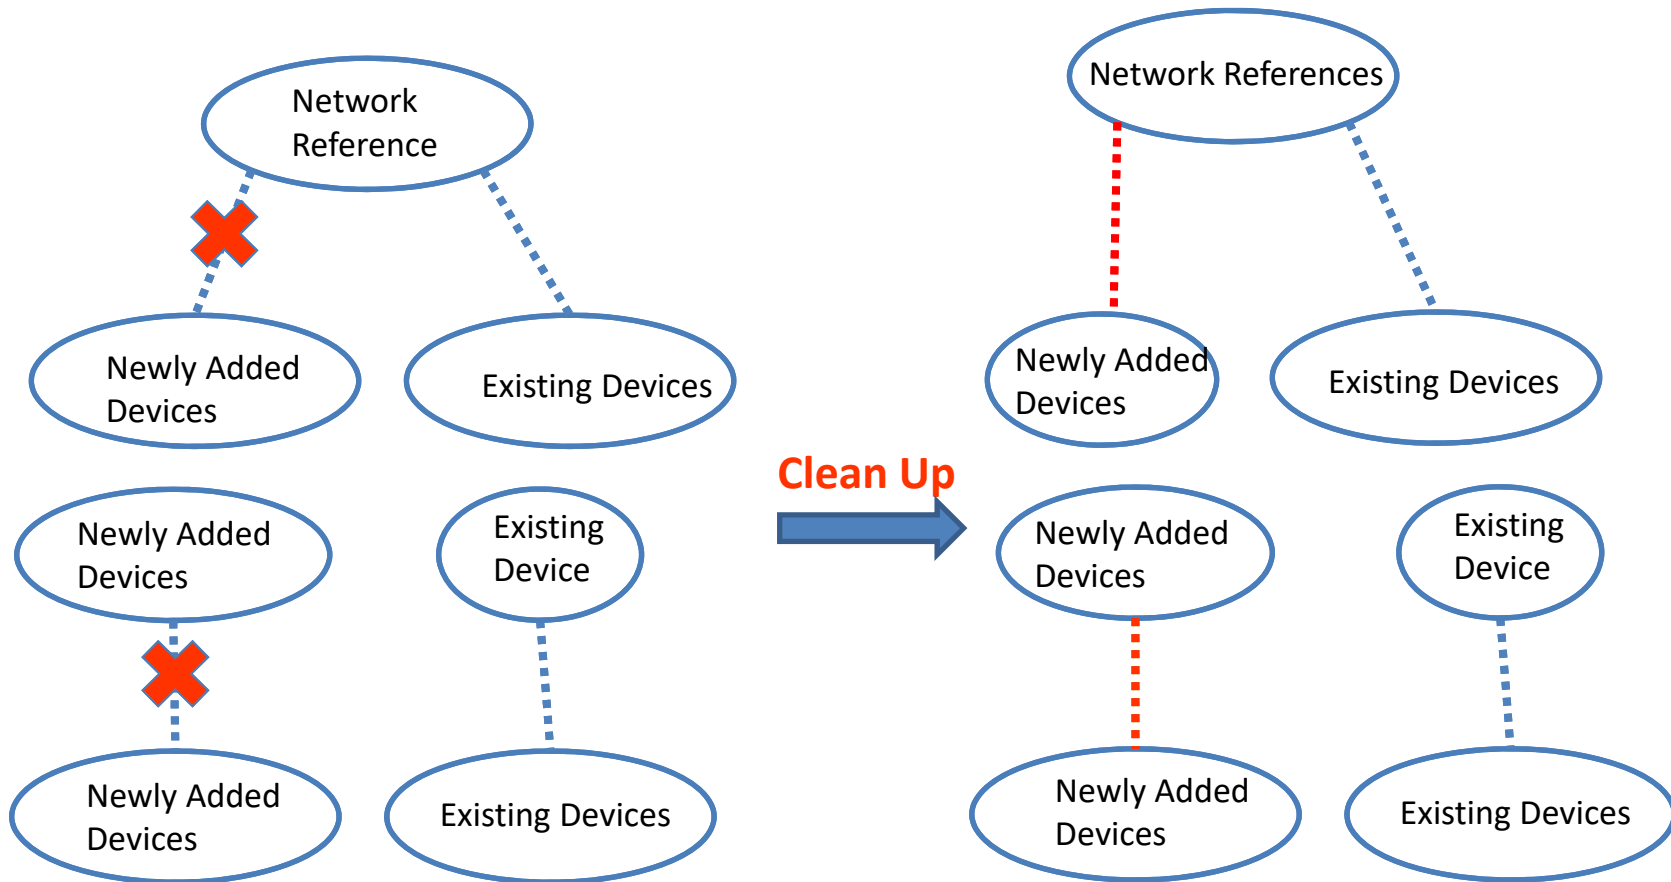 Network
Reference
Newly Added
Devices
Existing Devices
Newly Added
Devices
Existing
Device
Newly Added
Devices
Existing Devices
Clean Up
Network References
Newly Added
Devices
Existing Devices
Newly Added
Devices
Existing
Device
Newly Added
Devices
Existing Devices